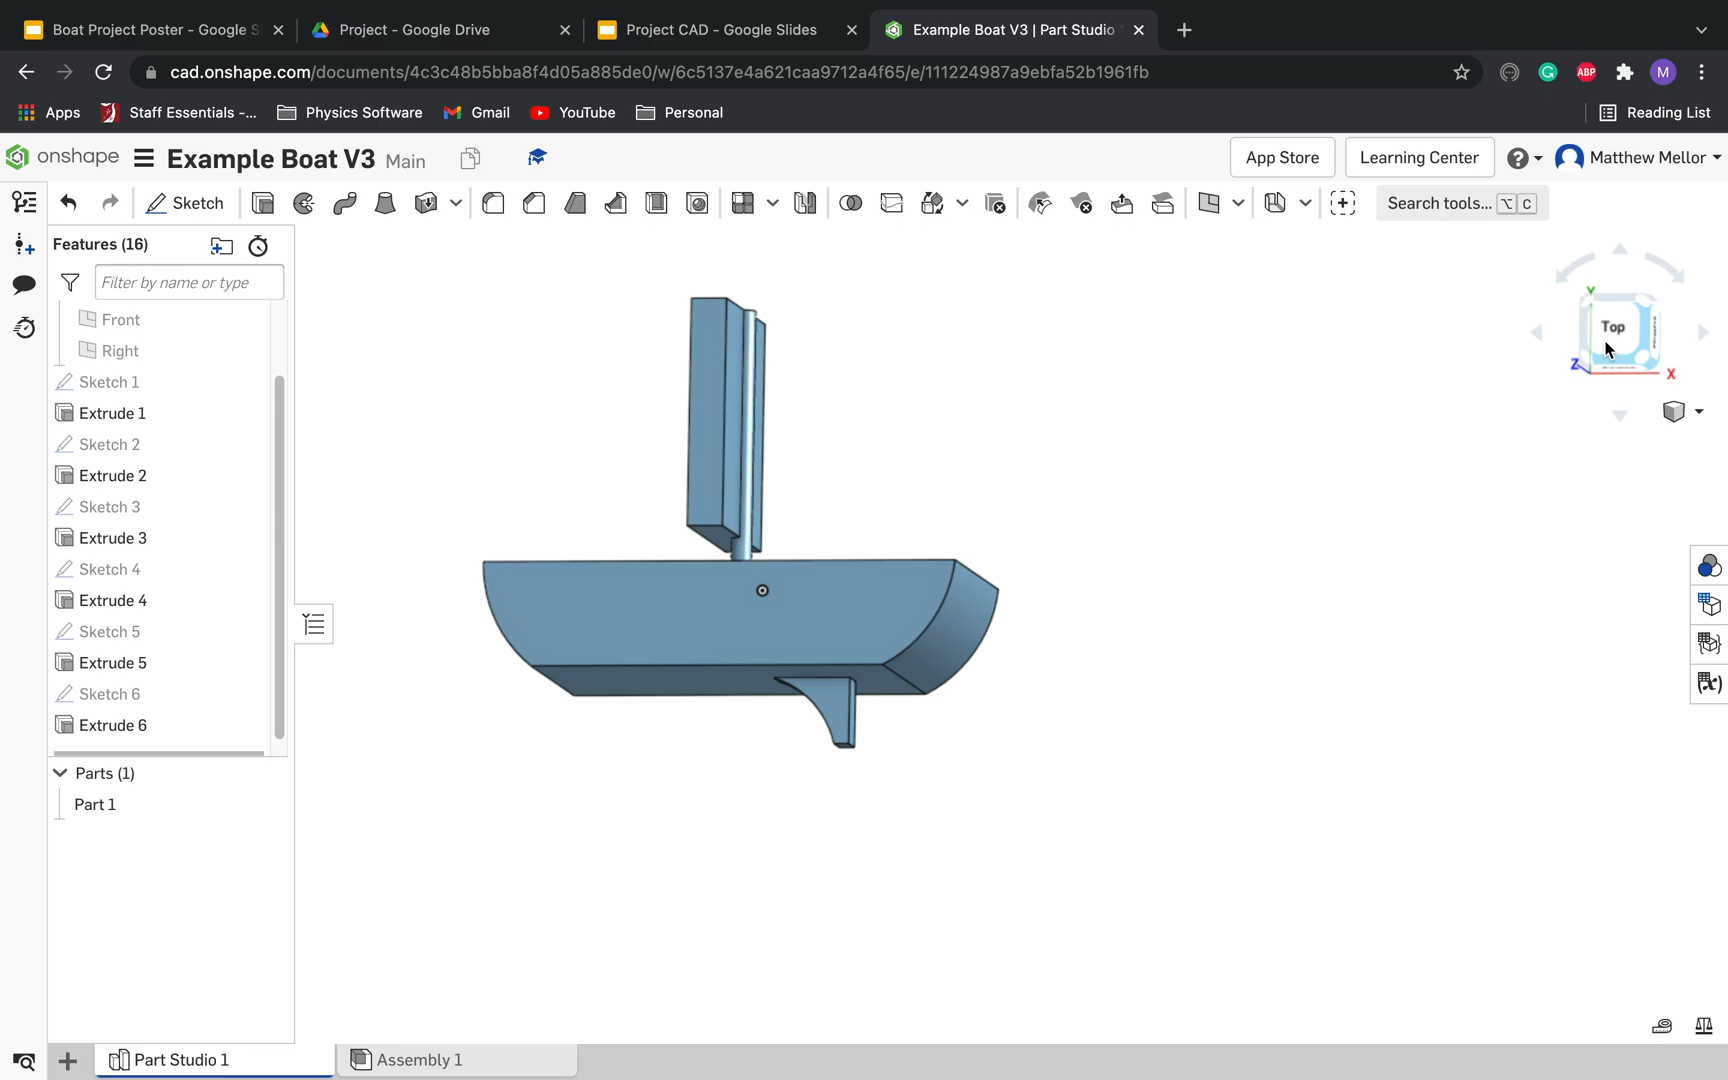 Boat Project Poster - Google S
Project - Google Drive
Project CAD - Google Slides
Example Boat V3 | Part Studio
cad.onshape.com/documents/4c3c48b5bba8f4d05a885de0/w/6c5137e4a621caa9712a4f65/e/111224987a9ebfa52b1961fb
ABP
M
Apps
Staff Essentials -...
Physics Software
Gmail
YouTube
Personal
Reading List
onshape
Example Boat V3 Main
App Store
Learning Center
Matthew Mellor
Sketch
Search tools... ⌥ C
Features (16)
Filter by name or type
Front
Right
Sketch 1
Extrude 1
Sketch 2
Extrude 2
Sketch 3
Extrude 3
Sketch 4
Extrude 4
Sketch 5
Extrude 5
Sketch 6
Extrude 6
Parts (1)
Part 1
Y
Top
Z
X
(x)
Part Studio 1
Assembly 1